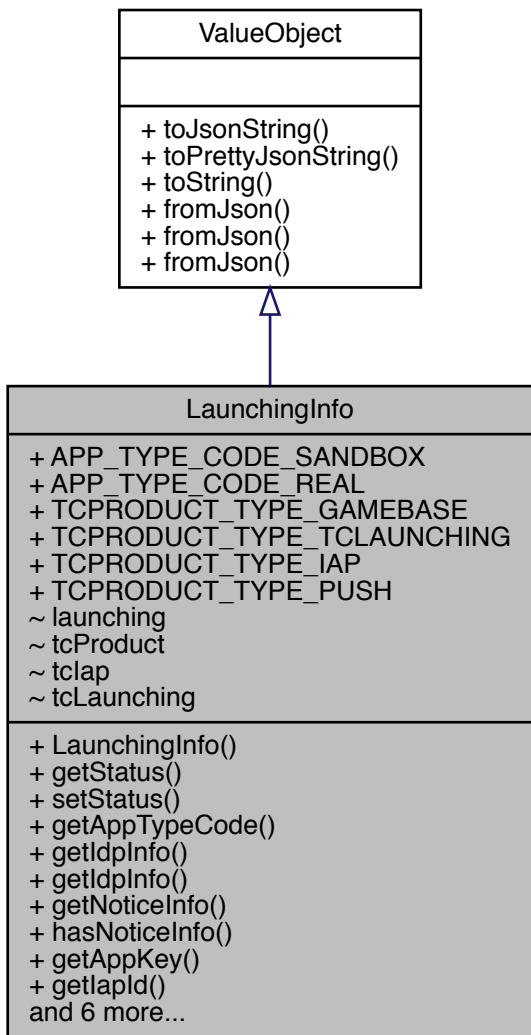 ValueObject
+ toJsonString()
+ toPrettyJsonString()
+ toString()
+ fromJson()
+ fromJson()
+ fromJson()
LaunchingInfo
+ APP_TYPE_CODE_SANDBOX
+ APP_TYPE_CODE_REAL
+ TCPRODUCT_TYPE_GAMEBASE
+ TCPRODUCT_TYPE_TCLAUNCHING
+ TCPRODUCT_TYPE_IAP
+ TCPRODUCT_TYPE_PUSH
~ launching
~ tcProduct
~ tcIap
~ tcLaunching
+ LaunchingInfo()
+ getStatus()
+ setStatus()
+ getAppTypeCode()
+ getIdpInfo()
+ getIdpInfo()
+ getNoticeInfo()
+ hasNoticeInfo()
+ getAppKey()
+ getIapId()
and 6 more...